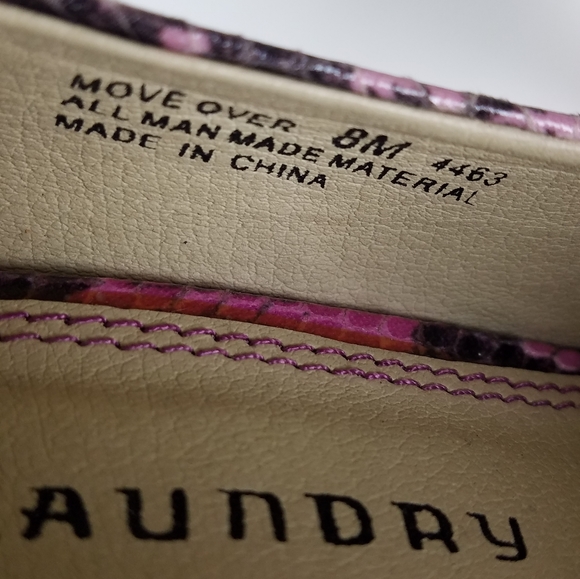 MOVE OVER 8M 4463
ALL MAN MADE MATERIAL
MADE IN CHINA
AUNDRY